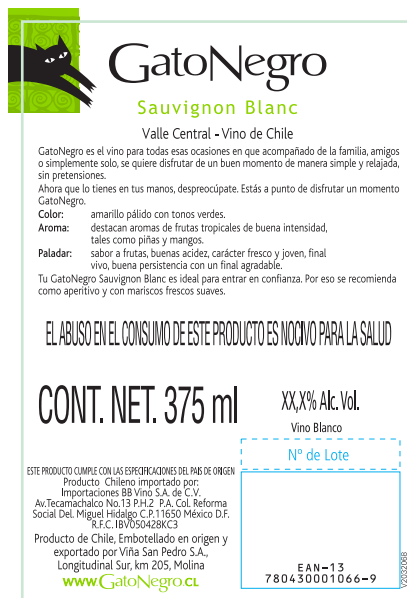 GatoNegro
Sauvignon Blanc
Valle Central - Vino de Chile
GatoNegro es el vino para todas esas ocasiones en que acompañado de la familia, amigos
o simplemente solo, se quiere disfrutar de un buen momento de manera simple y relajada,
sin pretensiones.
Ahora que lo tienes en tus manos, despreocúpate. Estás a punto de disfrutar un momento
GatoNegro.
Color: amarillo pálido con tonos verdes.
Aroma: destacan aromas de frutas tropicales de buena intensidad,
tales como piñas y mangos.
Paladar: sabor a frutas, buenas acidez, carácter fresco y joven, final
vivo, buena persistencia con un final agradable.
Tu GatoNegro Sauvignon Blanc es ideal para entrar en confianza. Por eso se recomienda
como aperitivo y con mariscos frescos suaves.
EL ABUSO EN EL CONSUMO DE ESTE PRODUCTO ES NOCIVO PARA LA SALUD
CONT. NET. 375 ml
XX,X% Alc. Vol.
Vino Blanco
N° de Lote
ESTE PRODUCTO CUMPLE CON LAS ESPECIFICACIONES DEL PAIS DE ORIGEN
Producto Chileno importado por:
Importaciones BB Vino S.A. de C.V.
Av.Tecamachalco No.13 P.H.2 P.A. Col. Reforma
Social Del. Miguel Hidalgo C.P.11650 México D.F.
R.F.C. IBV050428KC3
Producto de Chile, Embotellado en origen y
exportado por Viña San Pedro S.A.,
Longitudinal Sur, km 205, Molina
www.GatoNegro.CL
EAN-13
780430001066-9
V2032068